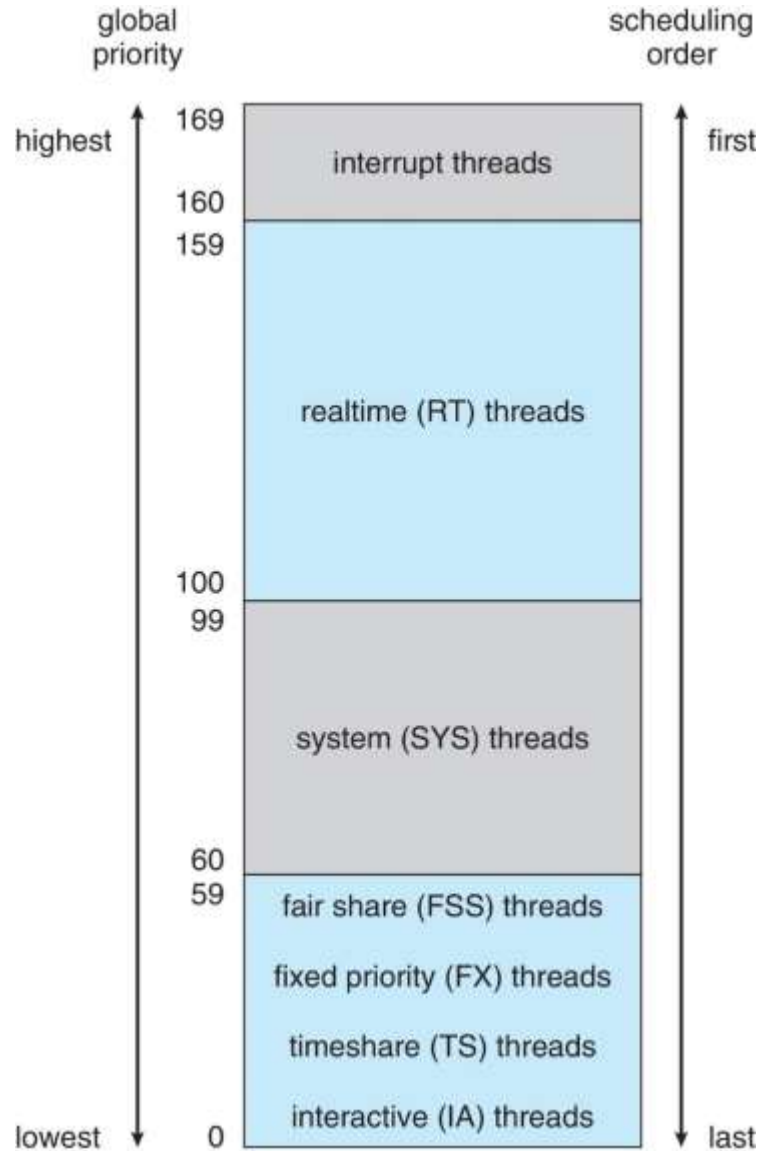 global
priority
scheduling
order
highest
169
first
interrupt threads
160
159
realtime (RT) threads
100
99
system (SYS) threads
60
59
fair share (FSS) threads
fixed priority (FX) threads
timeshare (TS) threads
interactive (IA) threads
lowest
0
last